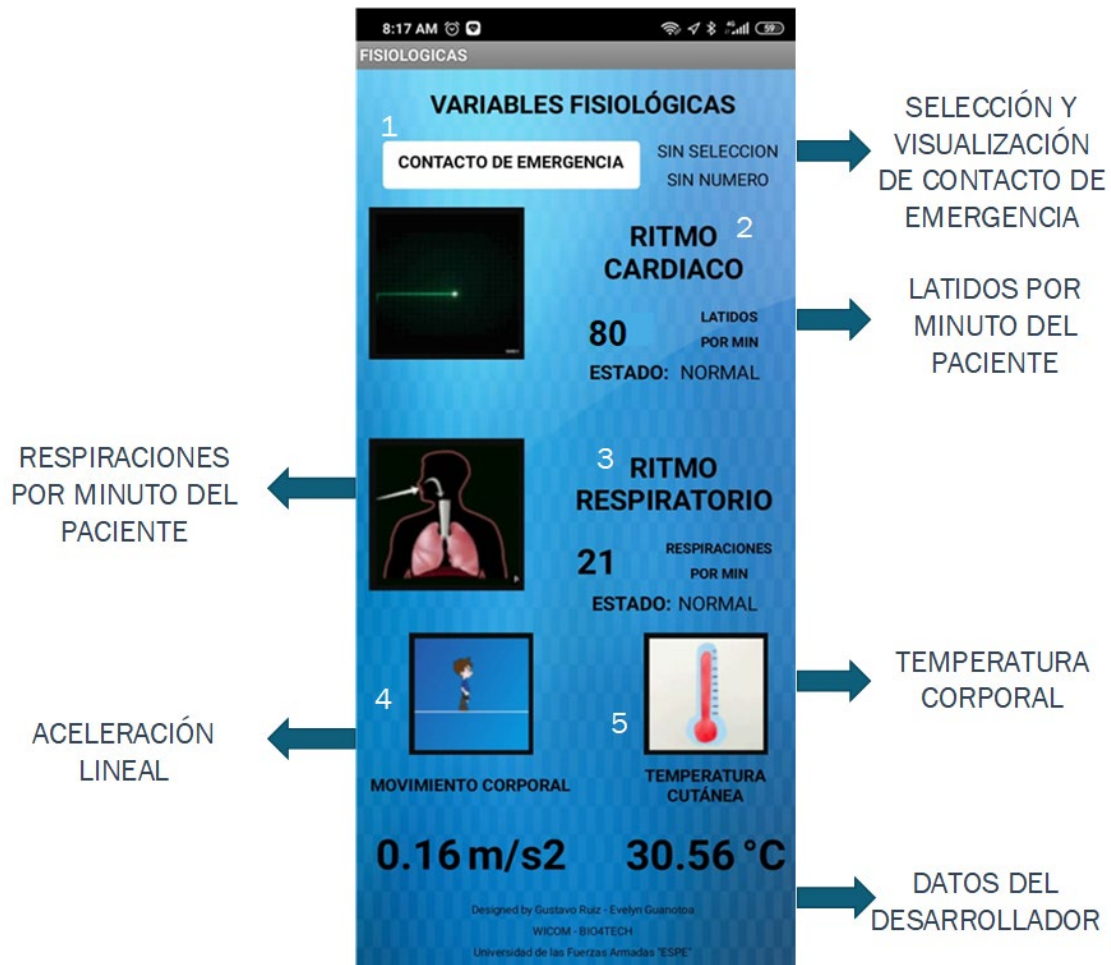 8:17 AM
4G
59
FISIOLOGICAS
VARIABLES FISIOLÓGICAS
1
CONTACTO DE EMERGENCIA
SIN SELECCION
SIN NUMERO
SELECCIÓN Y
VISUALIZACIÓN
DE CONTACTO DE
EMERGENCIA
RITMO 2
CARDIACO
80
LATIDOS
POR MIN
ESTADO: NORMAL
LATIDOS POR
MINUTO DEL
PACIENTE
RESPIRACIONES
POR MINUTO DEL
PACIENTE
3
RITMO
RESPIRATORIO
21
RESPIRACIONES
POR MIN
ESTADO: NORMAL
4
MOVIMIENTO CORPORAL
0.16 m/s2
ACELERACIÓN
LINEAL
5
TEMPERATURA
CUTÁNEA
30.56 °C
TEMPERATURA
CORPORAL
Designed by Gustavo Ruiz - Evelyn Guanotoa
WICOM - BIO4TECH
Universidad de las Fuerzas Armadas "ESPE"
DATOS DEL
DESARROLLADOR